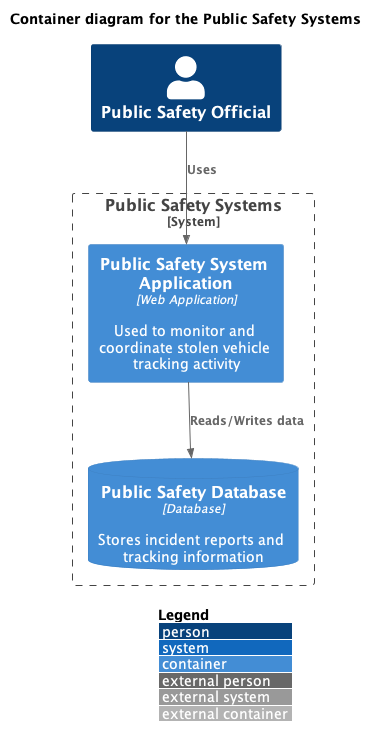 Container diagram for the Public Safety Systems
Public Safety Official
Uses
Public Safety Systems
[System]
Public Safety System
Application
[Web Application]
Used to monitor and
coordinate stolen vehicle
tracking activity
Reads/Writes data
Public Safety Database
[Database]
Stores incident reports and
tracking information
Legend
person
system
container
external person
external system
external container